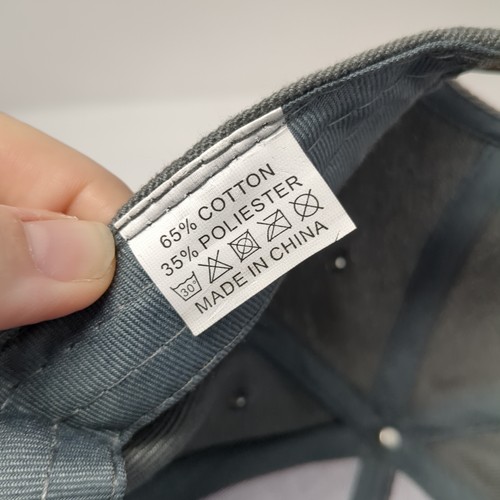 65% COTTON
35% POLIESTER
30°
MADE IN CHINA